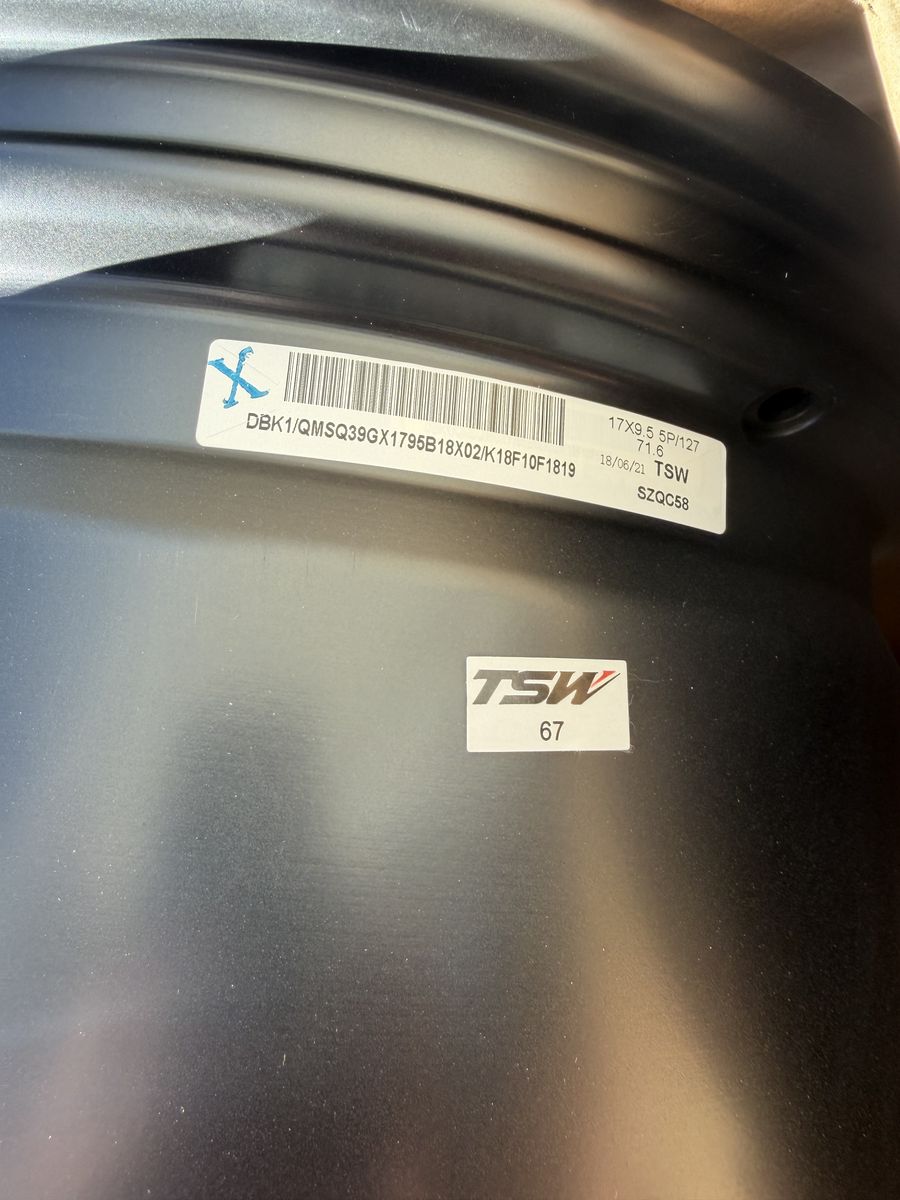 X
DBK1/QMSQ39GX1795B18X02/K18F10F1819
17X9.5 5P/127
71.6
18/06/21 TSW
SZQC58
TSW
67